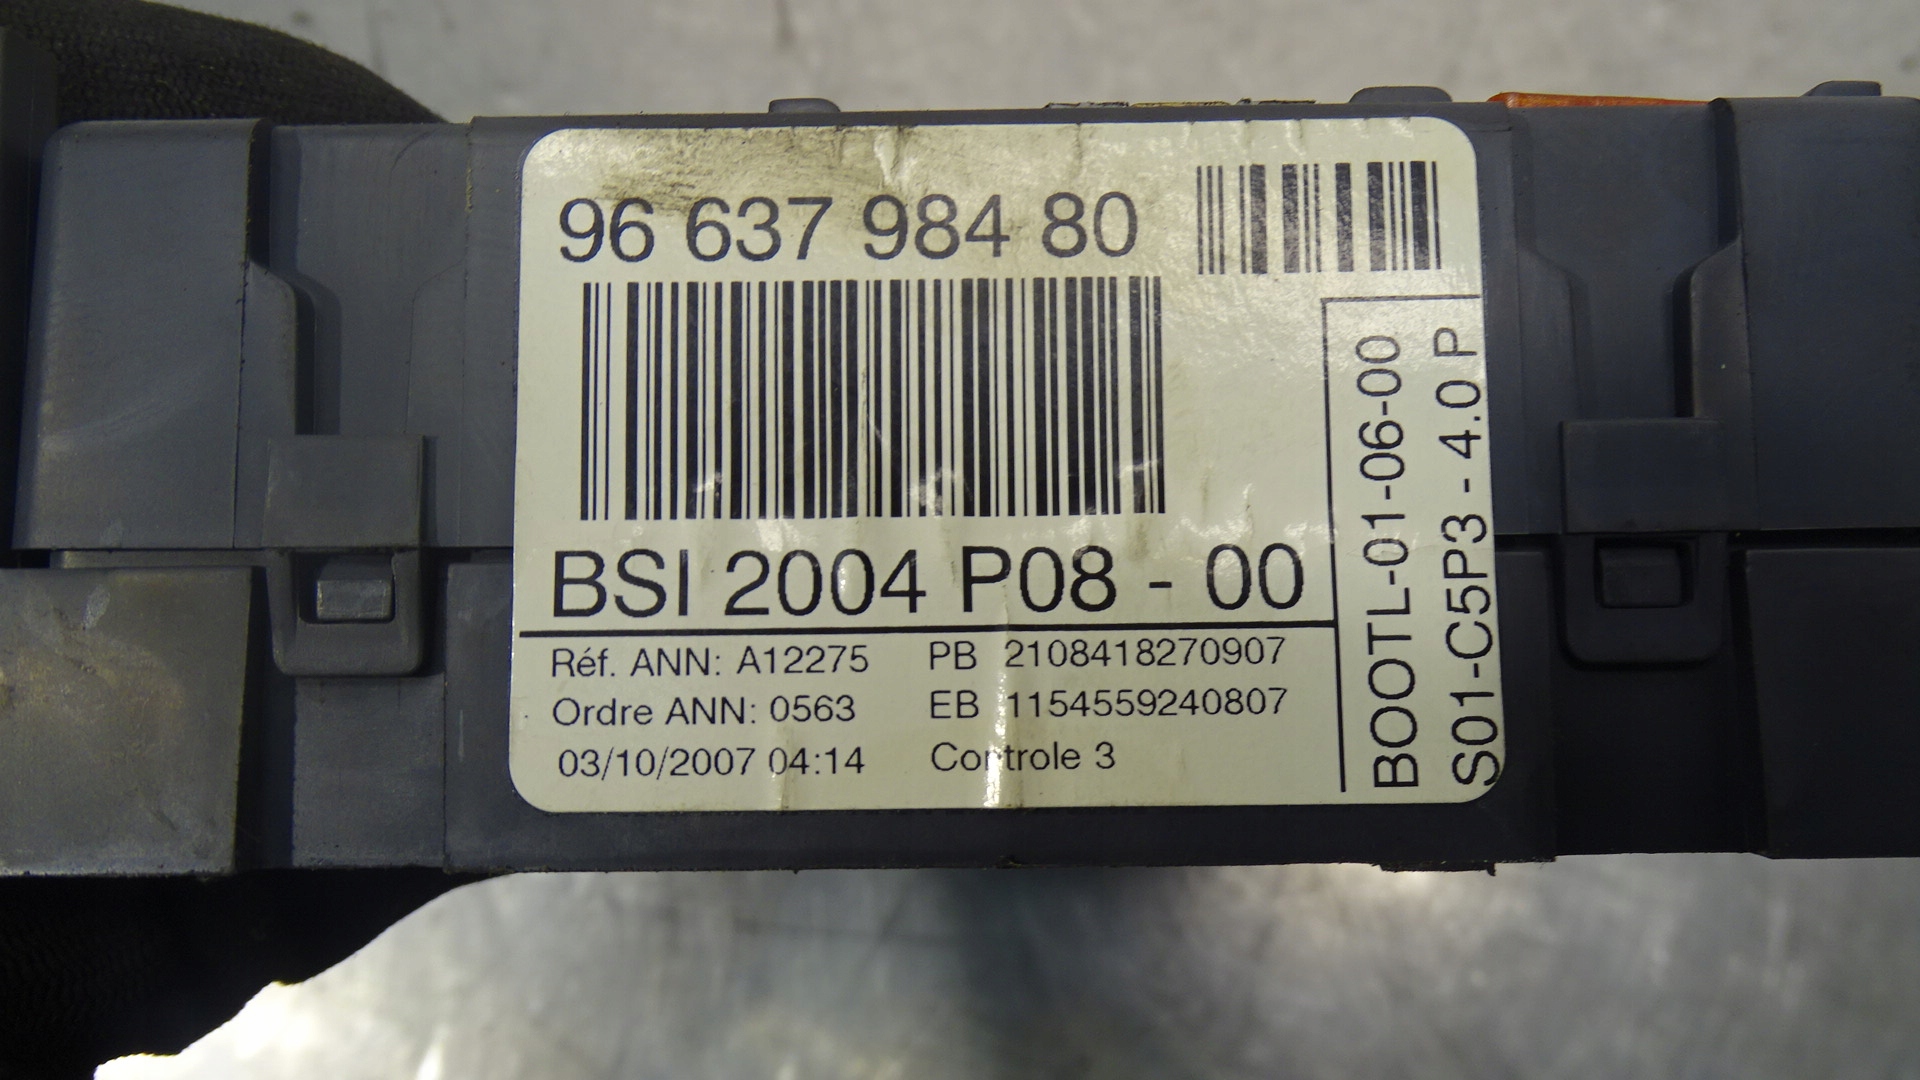 96 637 984 80
BSI 2004 P08 - 00
Réf. ANN: A12275 PB 2108418270907
Ordre ANN: 0563 EB 1154559240807
03/10/2007 04:14 Controle 3
BOOTL-01-06-00
S01-C5P3 - 4.0 P